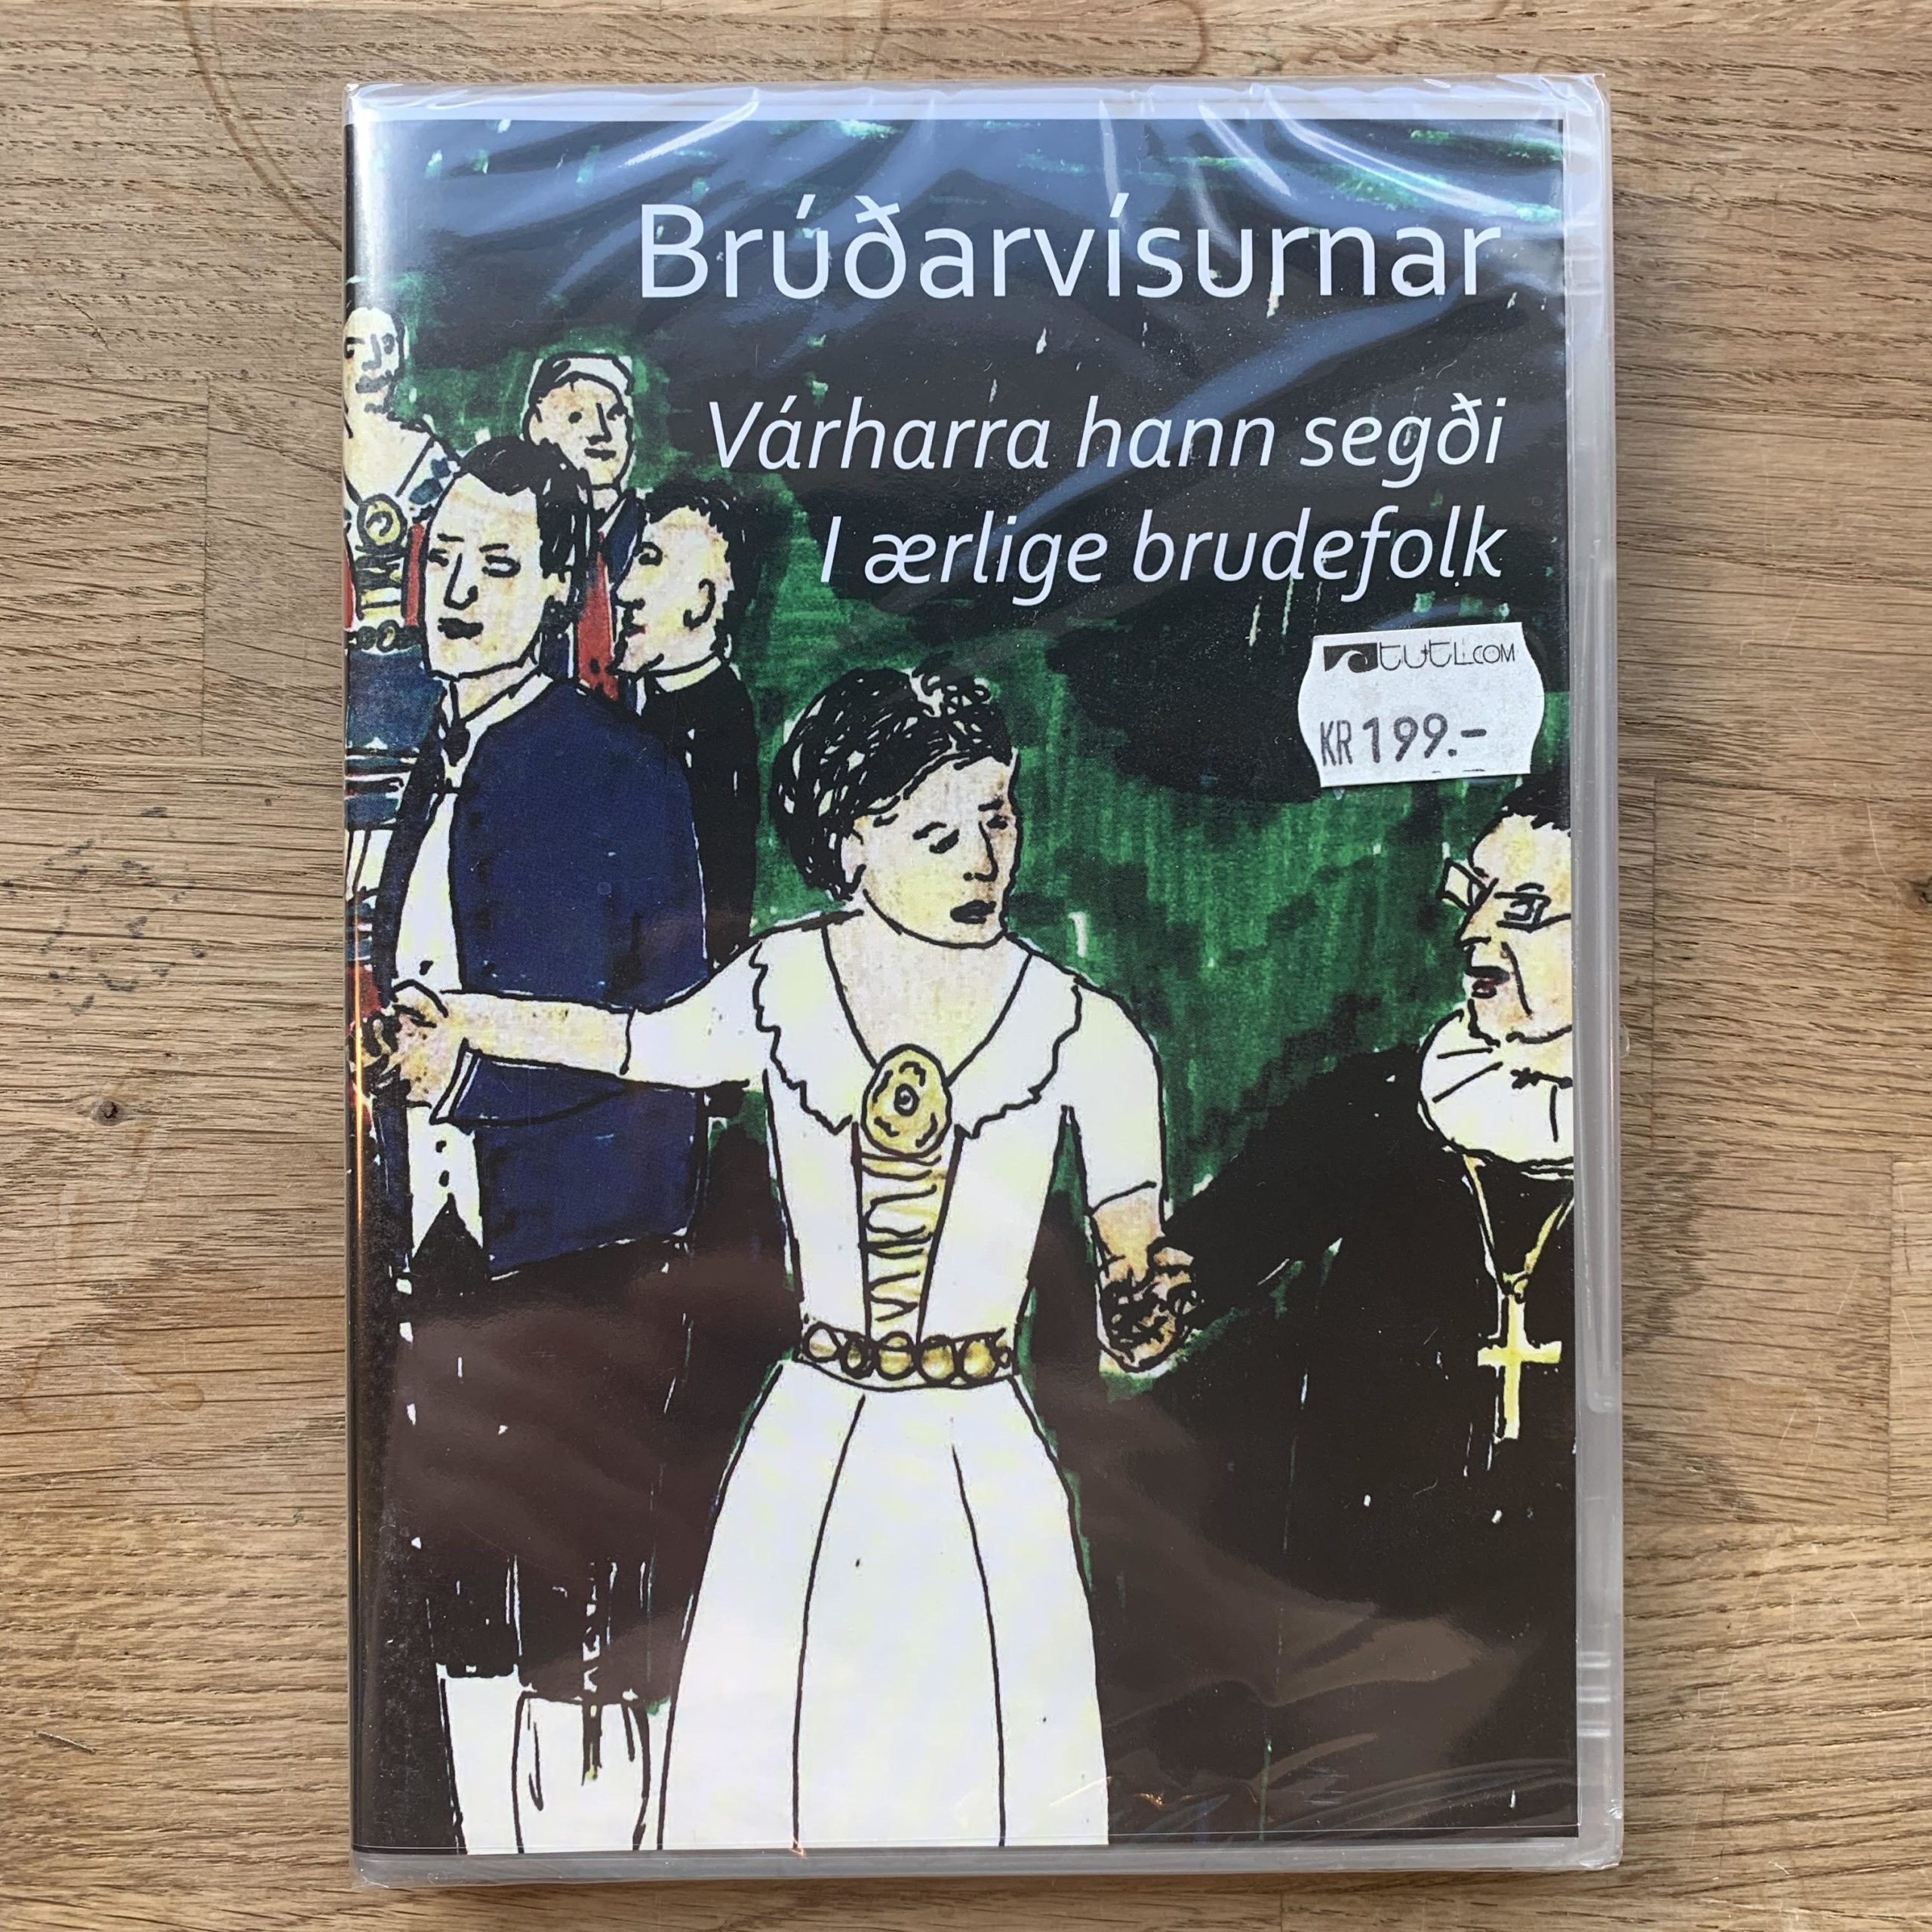 Brúðarvísurnar
Várharra hann segði
I ærlige brudefolk
tutl.com
KR 199.-